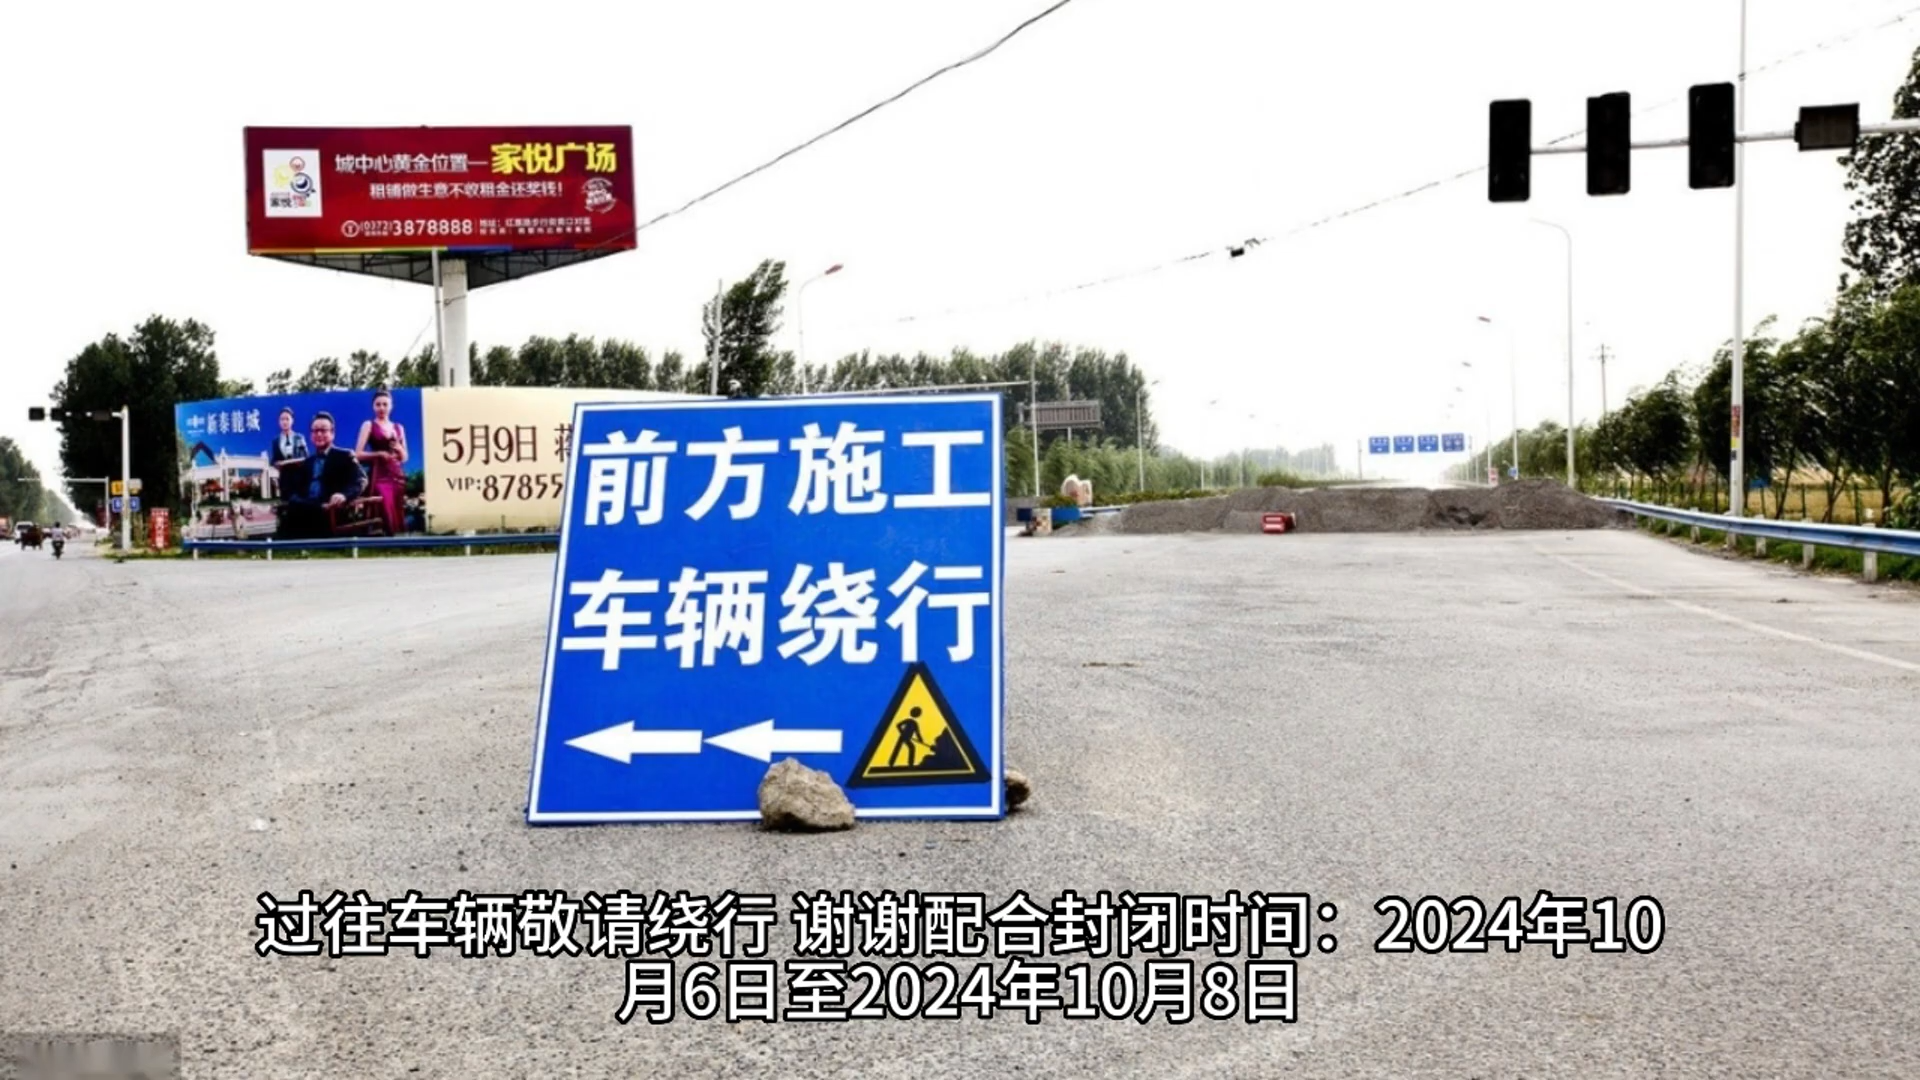 城中心黄金位置—家悦广场
租铺做生意不收租金还奖钱!
家悦
(0372)3878888
新泰龍城
5月9日
VIP:87855
前方施工
车辆绕行
过往车辆敬请绕行 谢谢配合封闭时间：2024年10
月6日至2024年10月8日